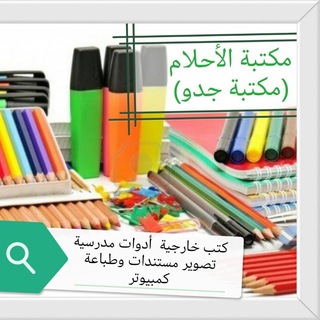 مكتبة الأحلام
(مكتبة جدو)
كتب خارجية أدوات مدرسية
تصوير مستندات وطباعة
كمبيوتر